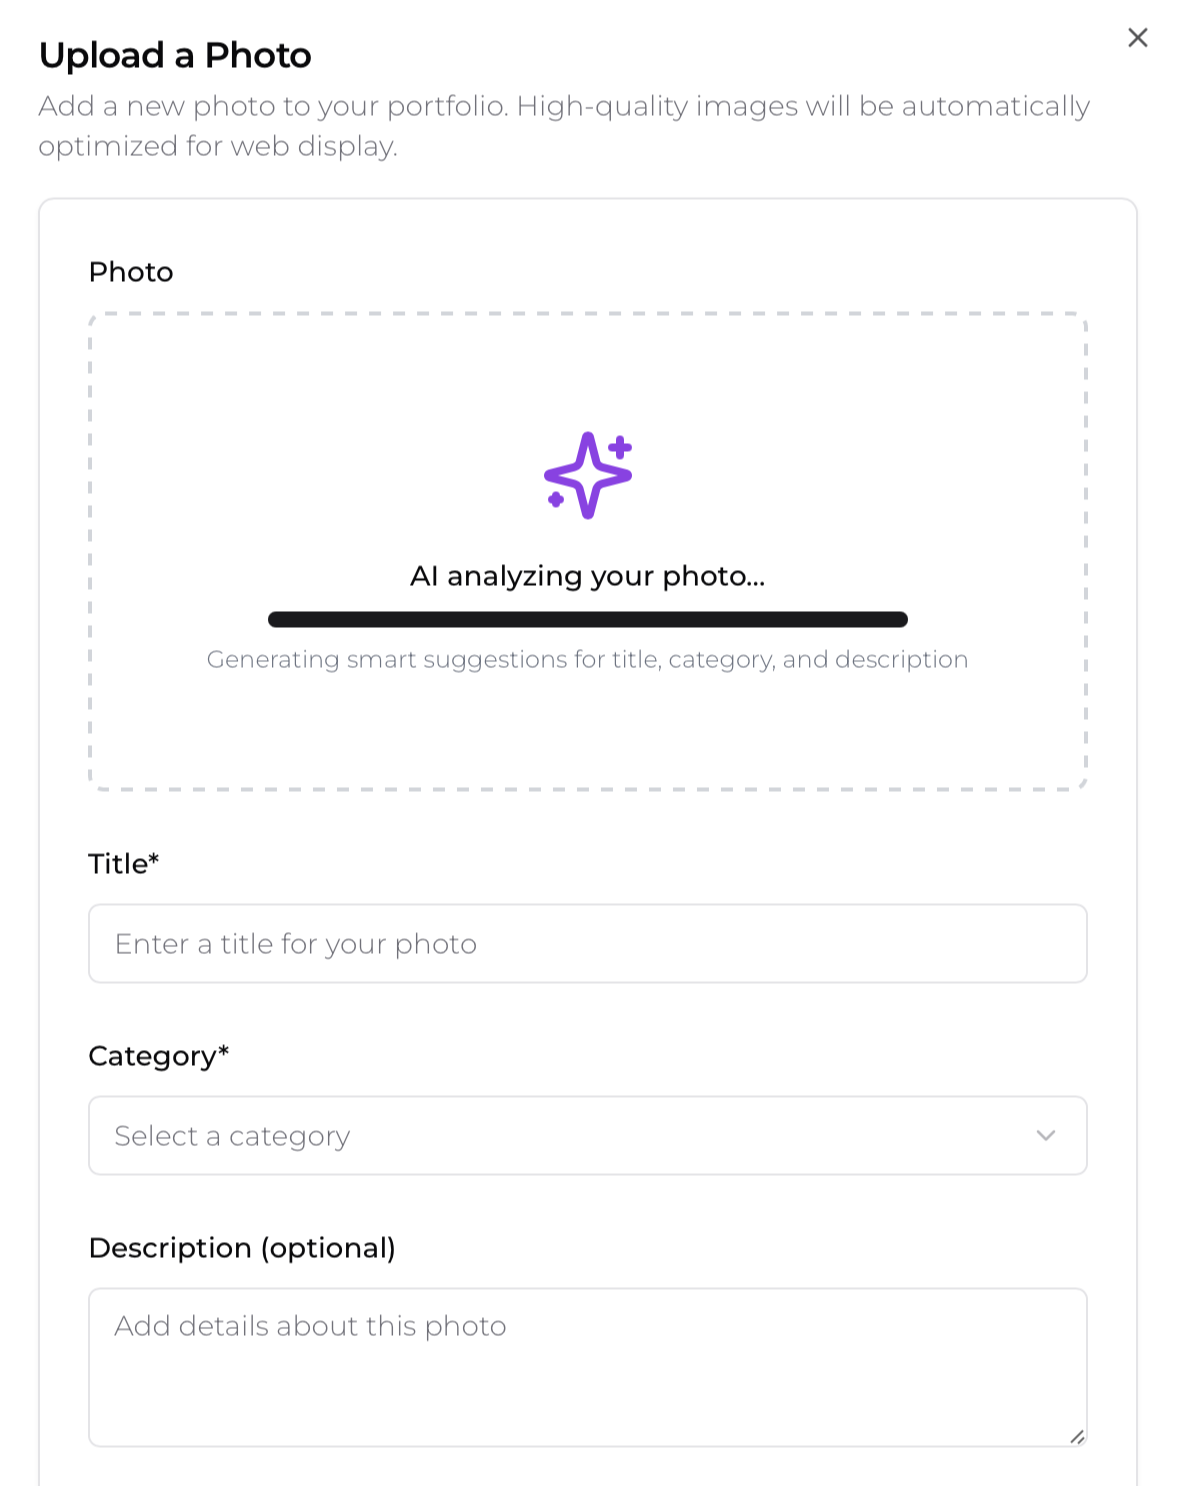 Upload a Photo
Add a new photo to your portfolio. High-quality images will be automatically
optimized for web display.
Photo
AI analyzing your photo...
Generating smart suggestions for title, category, and description
Title*
Enter a title for your photo
Category*
Select a category
Description (optional)
Add details about this photo